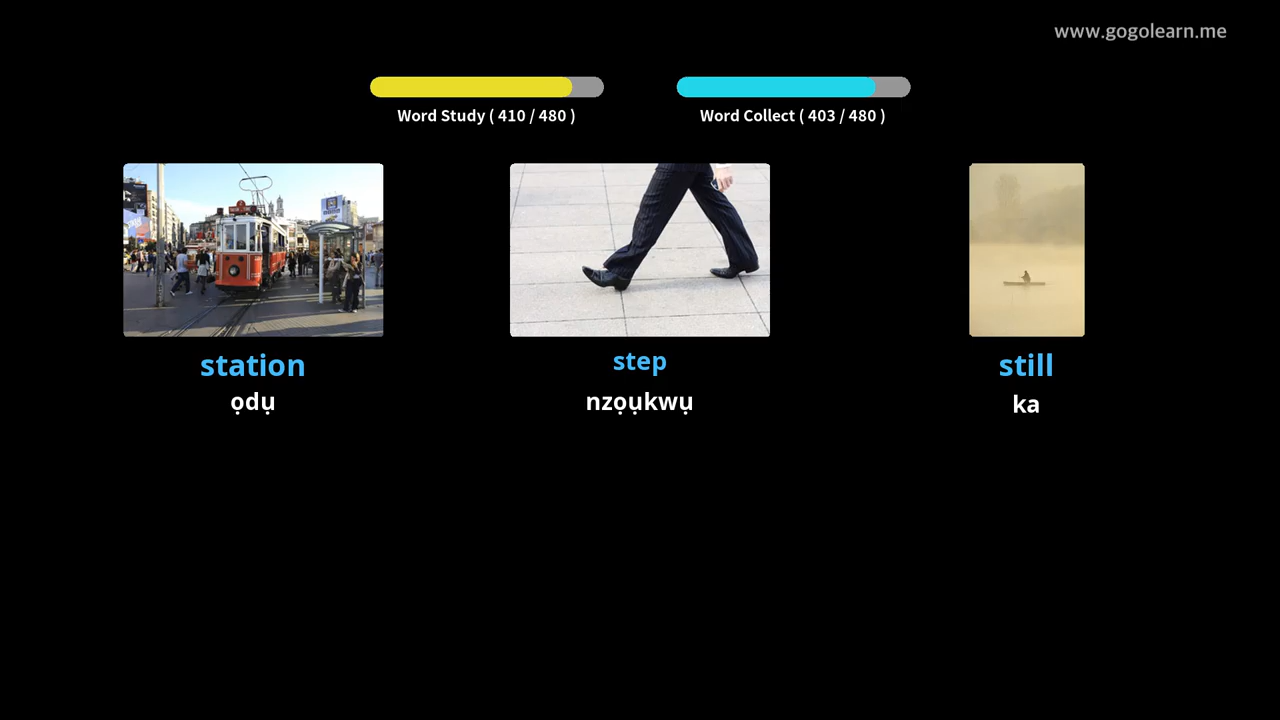 www.gogolearn.me
Word Study ( 410 / 480 )
Word Collect ( 403 / 480 )
station
step
still
ọdụ
nzọụkwụ
ka